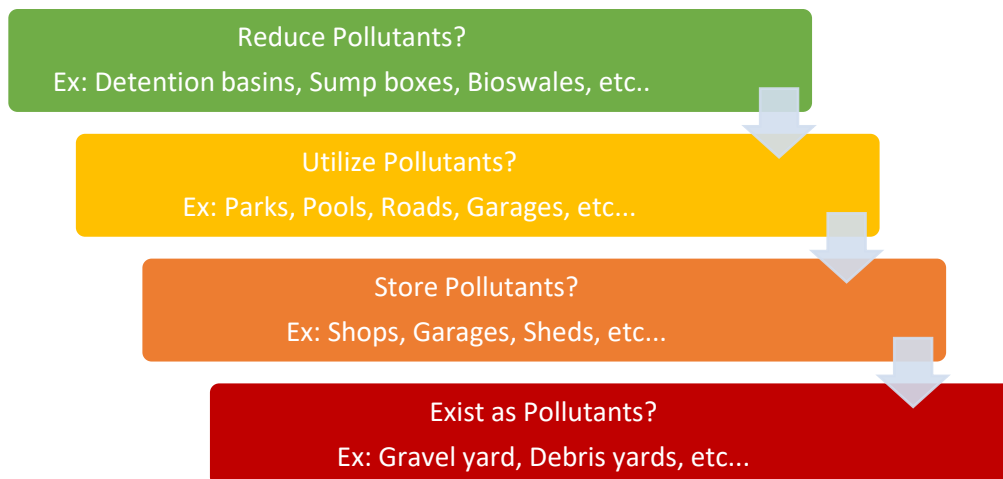 Reduce Pollutants?
Ex: Detention basins, Sump boxes, Bioswales, etc..
Utilize Pollutants?
Ex: Parks, Pools, Roads, Garages, etc...
Store Pollutants?
Ex: Shops, Garages, Sheds, etc...
Exist as Pollutants?
Ex: Gravel yard, Debris yards, etc...